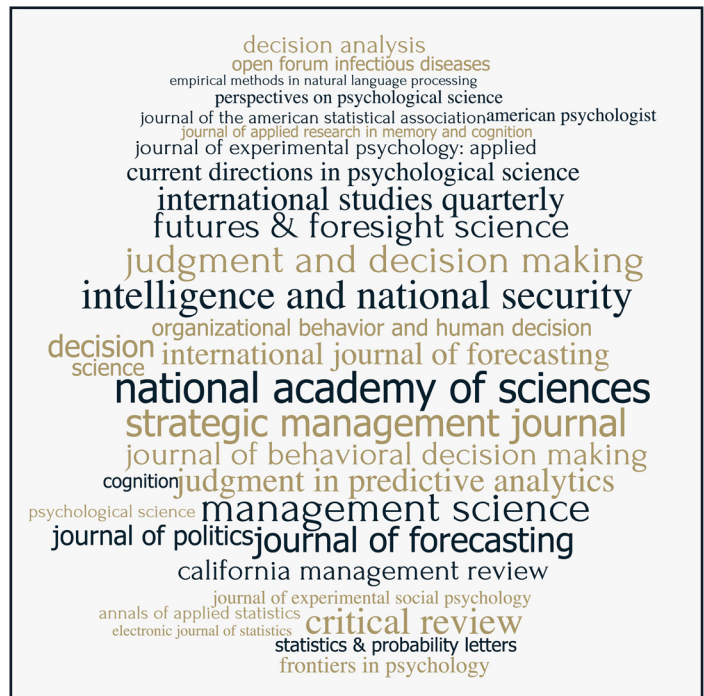 decision analysis
open forum infectious diseases
empirical methods in natural language processing
perspectives on psychological science
journal of the american statistical association
american psychologist
journal of applied research in memory and cognition
journal of experimental psychology: applied
current directions in psychological science
international studies quarterly
futures & foresight science
judgment and decision making
intelligence and national security
organizational behavior and human decision
decision
science
international journal of forecasting
national academy of sciences
strategic management journal
journal of behavioral decision making
cognition
judgment in predictive analytics
psychological science
management science
journal of politics
journal of forecasting
california management review
journal of experimental social psychology
annals of applied statistics
critical review
electronic journal of statistics
statistics & probability letters
frontiers in psychology